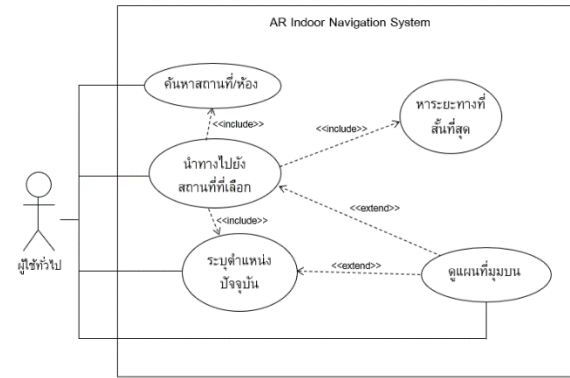 AR Indoor Navigation System
ค้นหาสถานที่/ห้อง
หาระยะทางที่
สั้นที่สุด
<<include>>
<<include>>
นำทางไปยัง
สถานที่ที่เลือก
<<extend>>
<<include>>
ระบุตำแหน่ง
ปัจจุบัน
<<extend>>
ดูแผนที่มุมบน
ผู้ใช้ทั่วไป